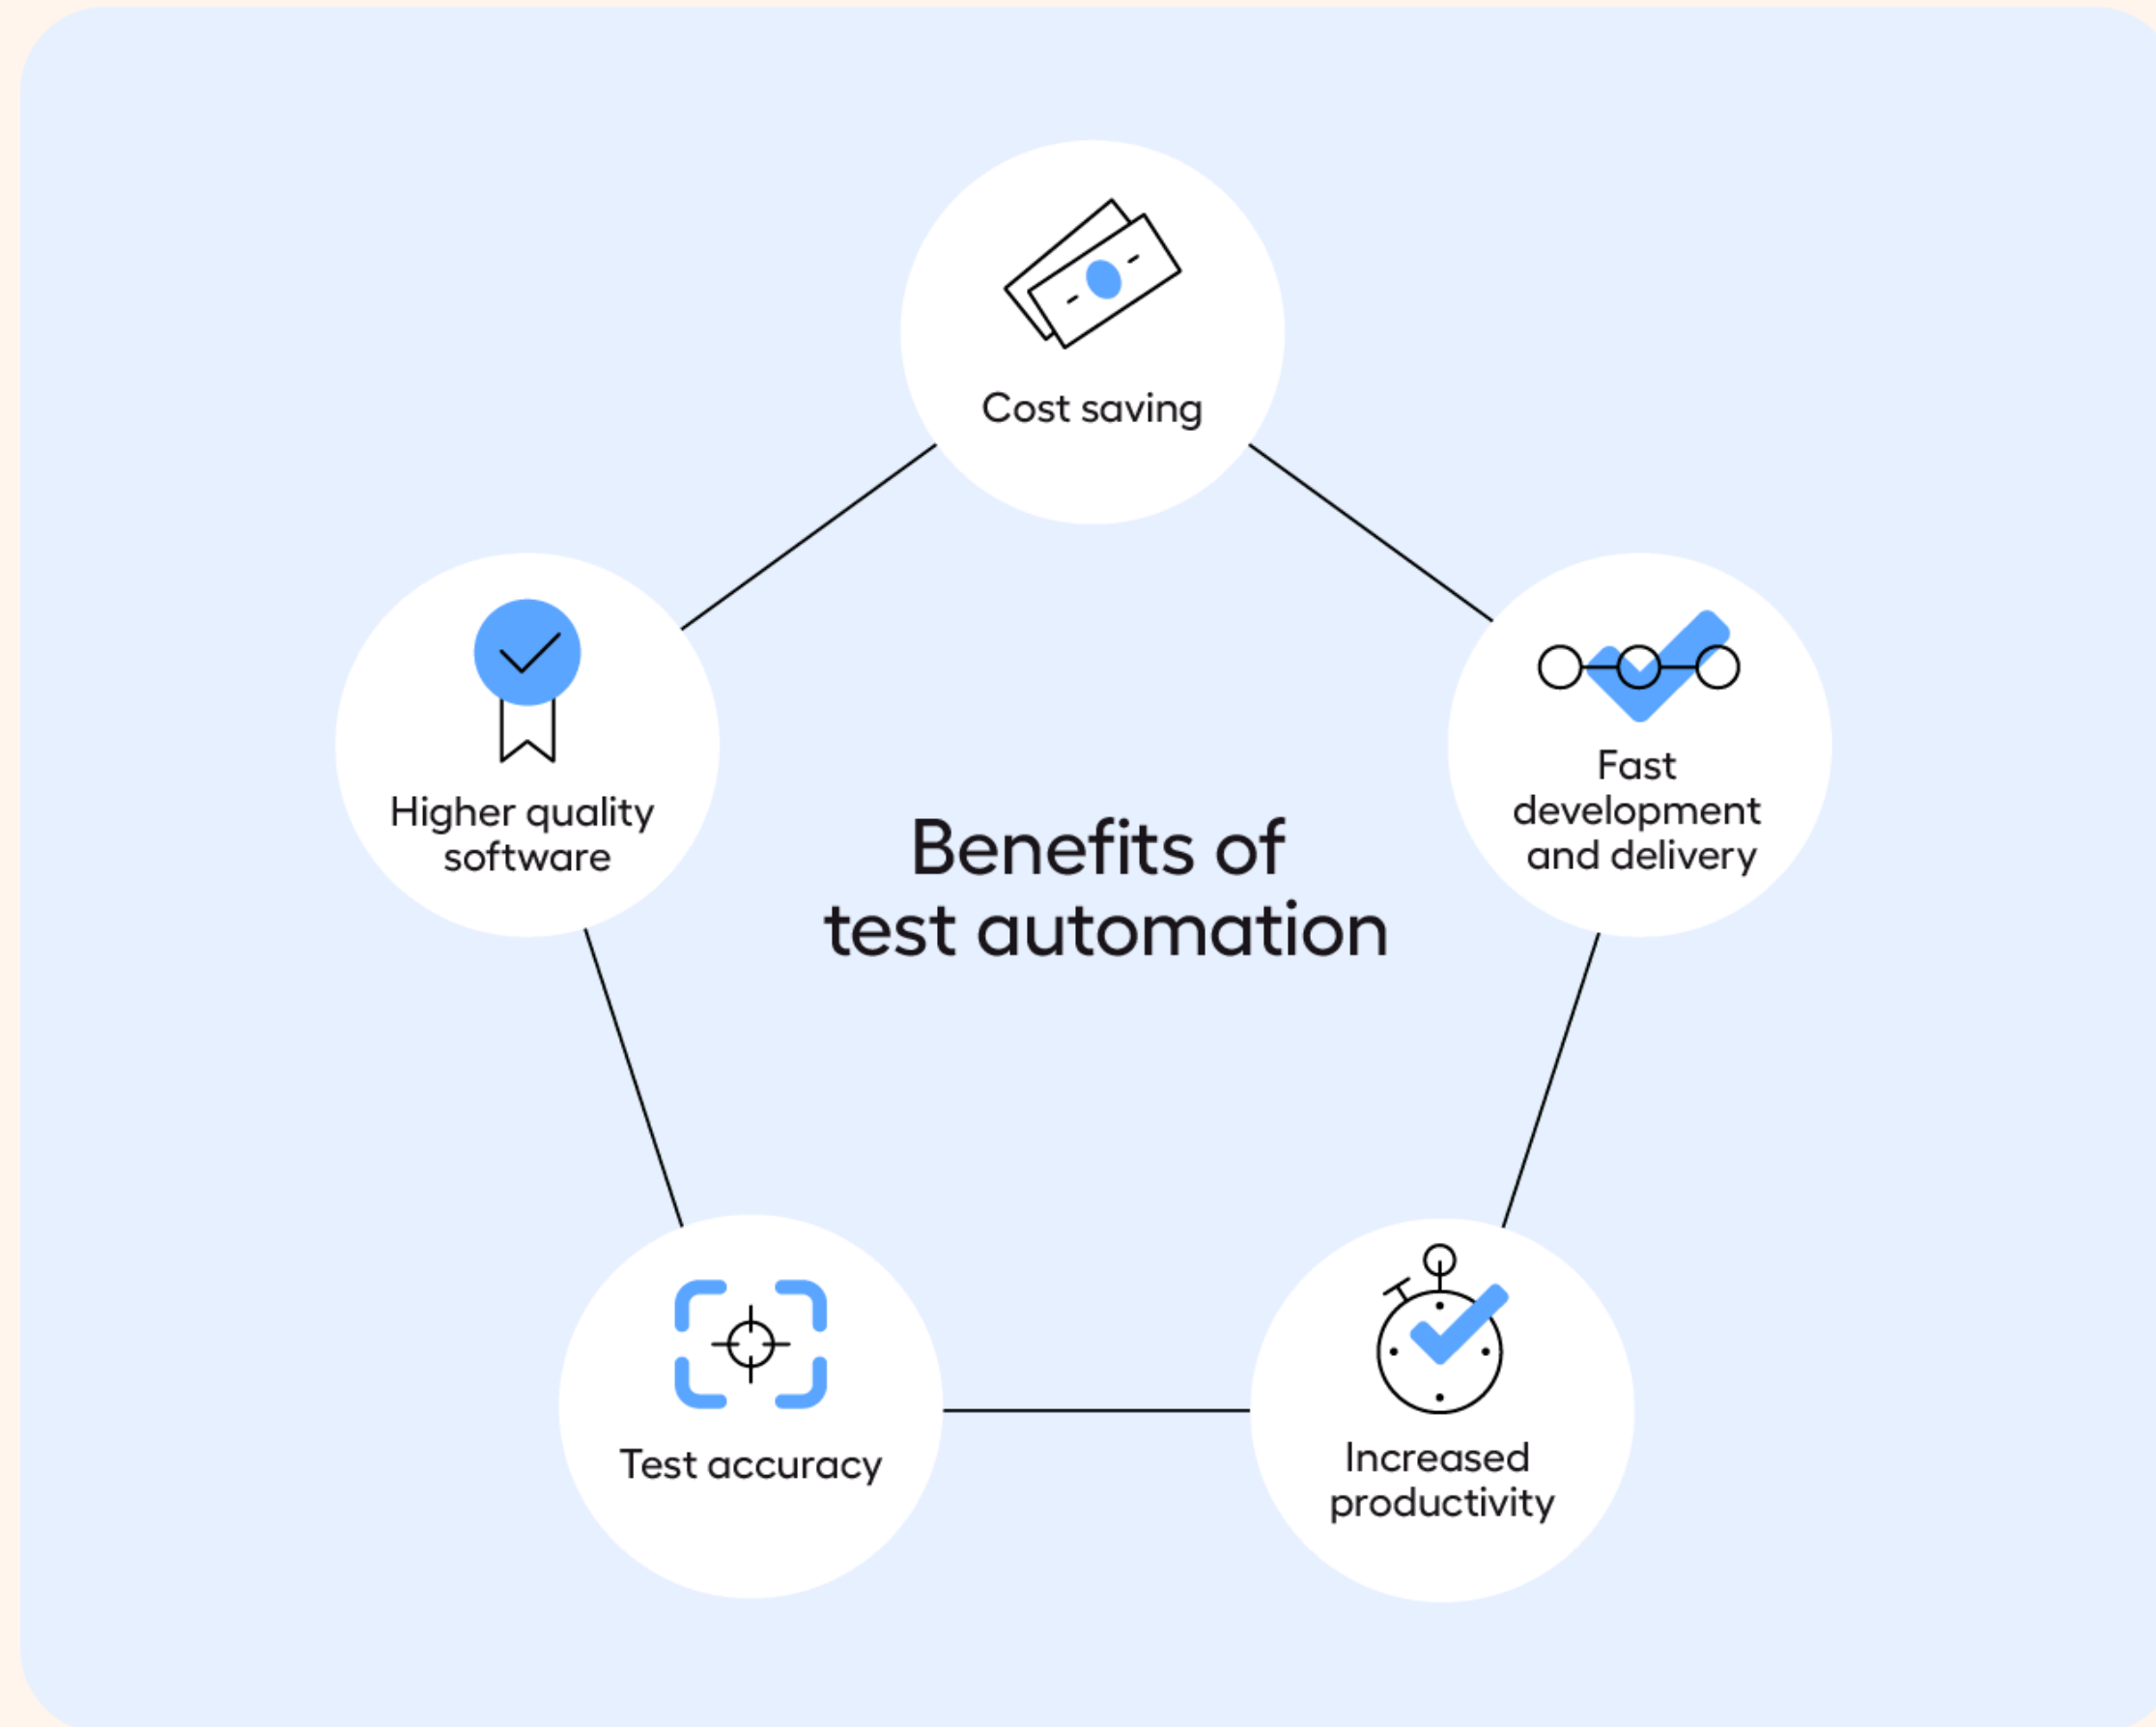 Cost saving
Higher quality
software
Fast
development
and delivery
Benefits of
test automation
Test accuracy
Increased
productivity